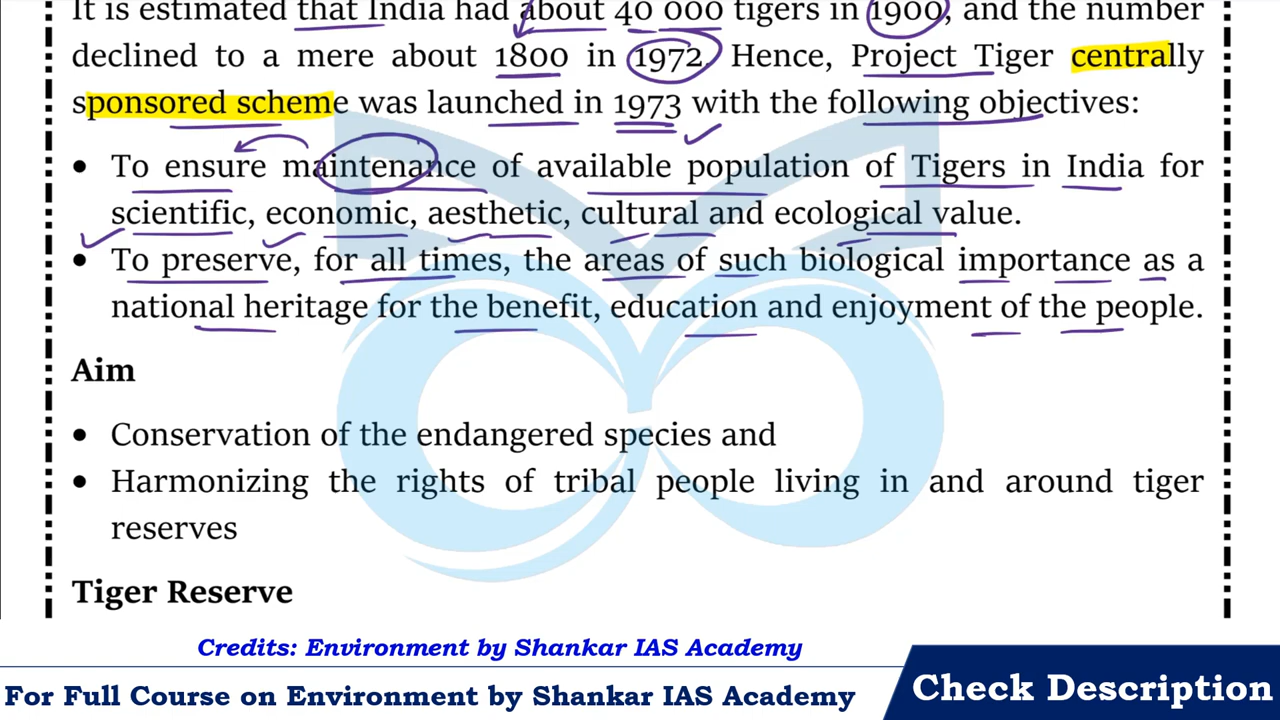 It is estimated that India had about 40 000 tigers in 1900, and the number
declined to a mere about 1800 in 1972. Hence, Project Tiger centrally
sponsored scheme was launched in 1973 with the following objectives:
• To ensure maintenance of available population of Tigers in India for
scientific, economic, aesthetic, cultural and ecological value.
• To preserve, for all times, the areas of such biological importance as a
national heritage for the benefit, education and enjoyment of the people.
Aim
• Conservation of the endangered species and
• Harmonizing the rights of tribal people living in and around tiger
reserves
Tiger Reserve
Credits: Environment by Shankar IAS Academy
For Full Course on Environment by Shankar IAS Academy
Check Description